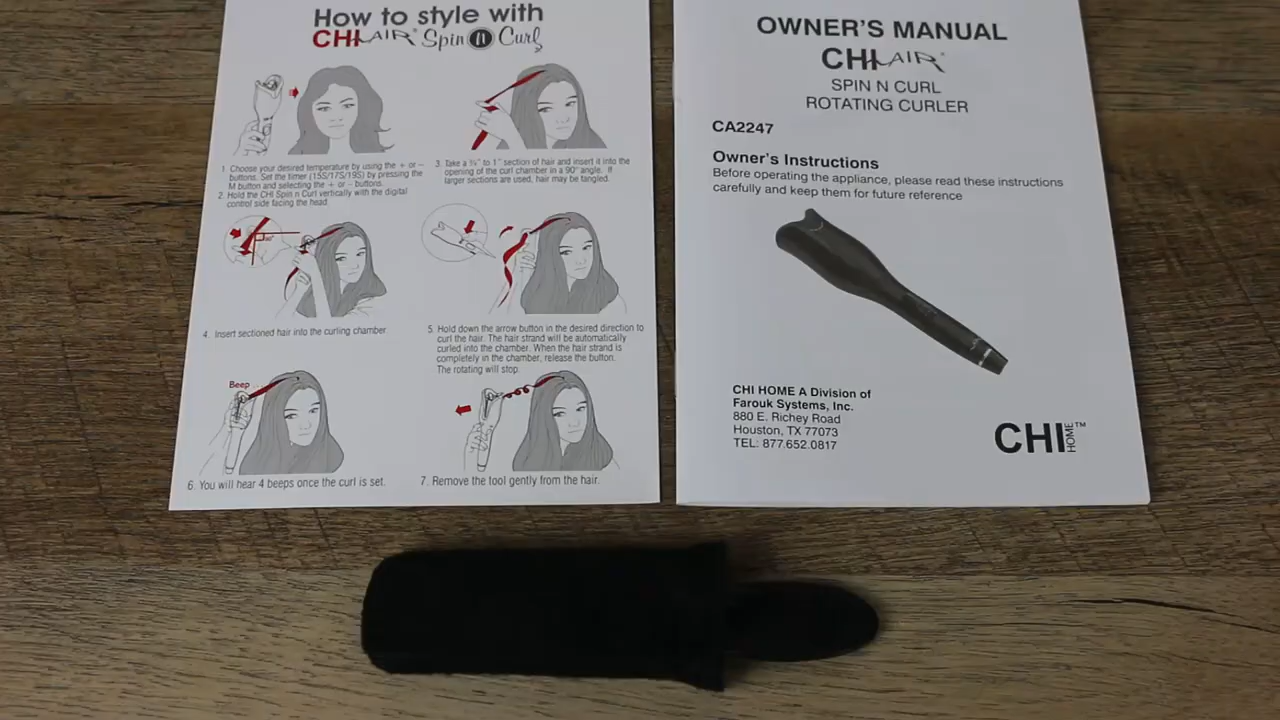 How to style with
CHI AIR® Spin N Curl
1. Choose your desired temperature by using the + or –
buttons. Set the timer (15S/17S/19S) by pressing the
M button and selecting the + or - buttons.
2. Hold the CHI Spin n Curl vertically with the digital
control side facing the head.
3. Take a ¾" to 1" section of hair and insert it into the
opening of the curl chamber in a 90° angle. If
larger sections are used, hair may be tangled.
90°
4. Insert sectioned hair into the curling chamber
5. Hold down the arrow button in the desired direction to
curl the hair. The hair strand will be automatically
curled into the chamber. When the hair strand is
completely in the chamber, release the button.
The rotating will stop.
Beep...
6. You will hear 4 beeps once the curl is set.
7. Remove the tool gently from the hair.
OWNER'S MANUAL
CHI AIR®
SPIN N CURL
ROTATING CURLER
CA2247
Owner's Instructions
Before operating the appliance, please read these instructions
carefully and keep them for future reference
CHI HOME A Division of
Farouk Systems, Inc.
880 E. Richey Road
Houston, TX 77073
TEL: 877.652.0817
CHI HOME™